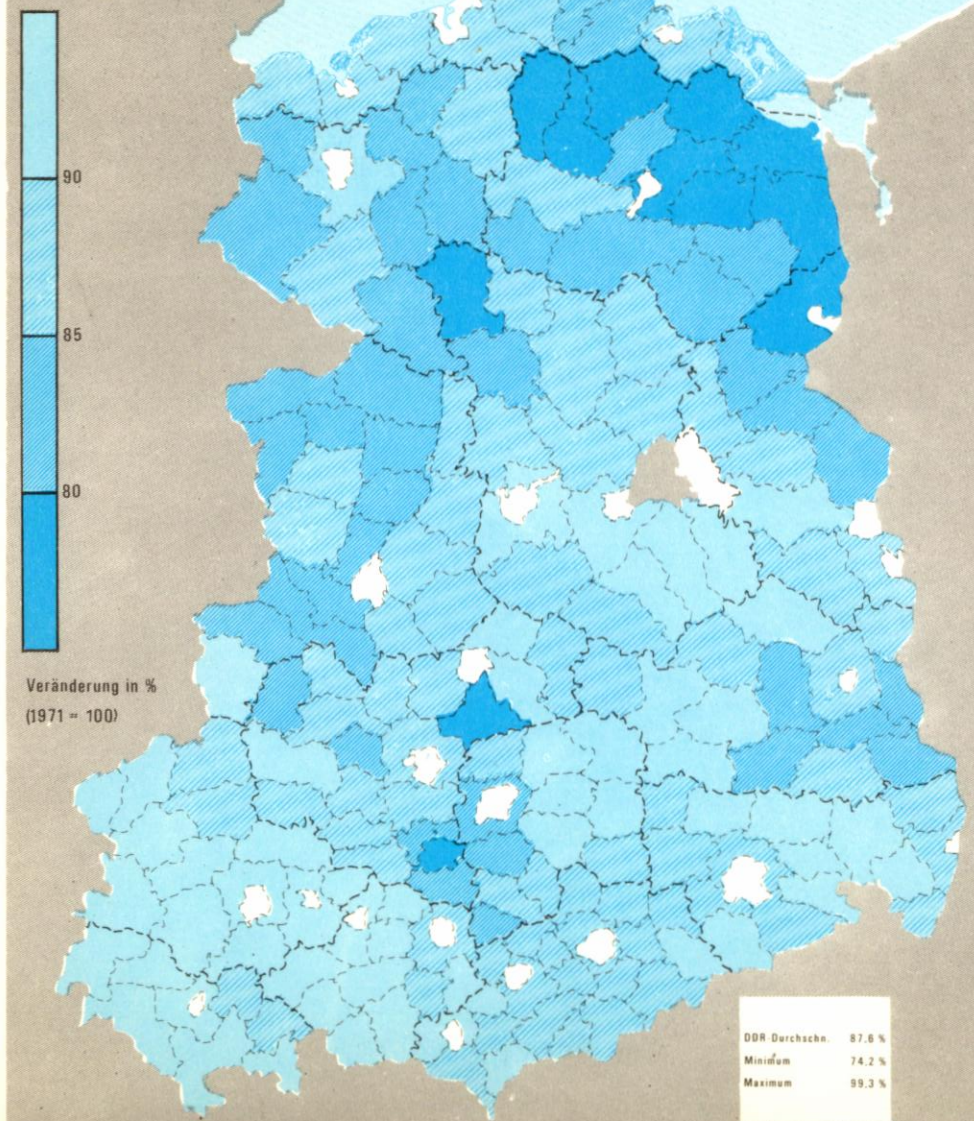 90
85
80
Veränderung in %
(1971 = 100)
DDR-Durchschn. 87.6 %
Minimum 74.2 %
Maximum 99.3 %